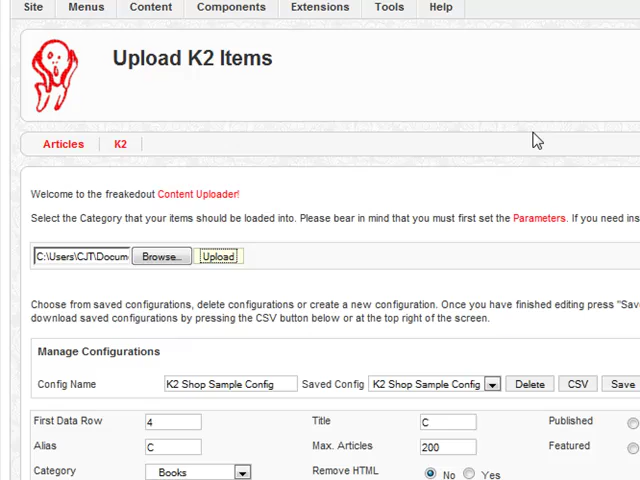 Site Menus Content Components Extensions Tools Help
Upload K2 Items
Articles K2
Welcome to the freakedout Content Uploader!
Select the Category that your items should be loaded into. Please bear in mind that you must first set the Parameters. If you need ins
C:\Users\CJT\Docum Browse... Upload
Choose from saved configurations, delete configurations or create a new configuration. Once you have finished editing press "Save
download saved configurations by pressing the CSV button below or at the top right of the screen.
Manage Configurations
Config Name K2 Shop Sample Config Saved Config K2 Shop Sample Config Delete CSV Save
First Data Row 4 Title C Published
Alias C Max. Articles 200 Featured
Category Books Remove HTML No Yes